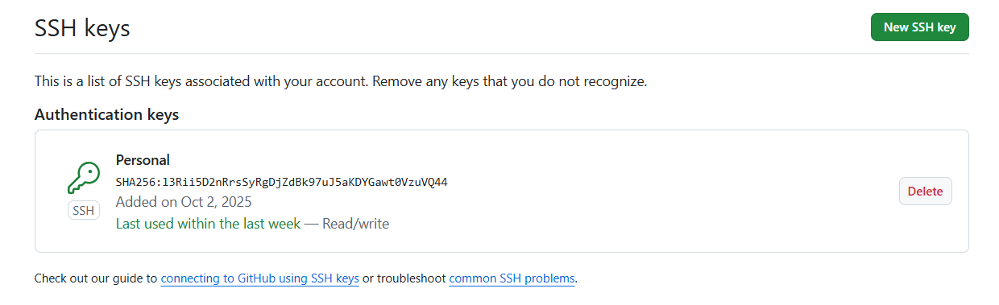 SSH keys
New SSH key
This is a list of SSH keys associated with your account. Remove any keys that you do not recognize.
Authentication keys
Personal
SHA256:l3Rii5D2nRrsSyRgDjZdBk97uJ5aKDYGawt0VzuVQ44
Added on Oct 2, 2025
Last used within the last week — Read/write
SSH
Delete
Check out our guide to connecting to GitHub using SSH keys or troubleshoot common SSH problems.